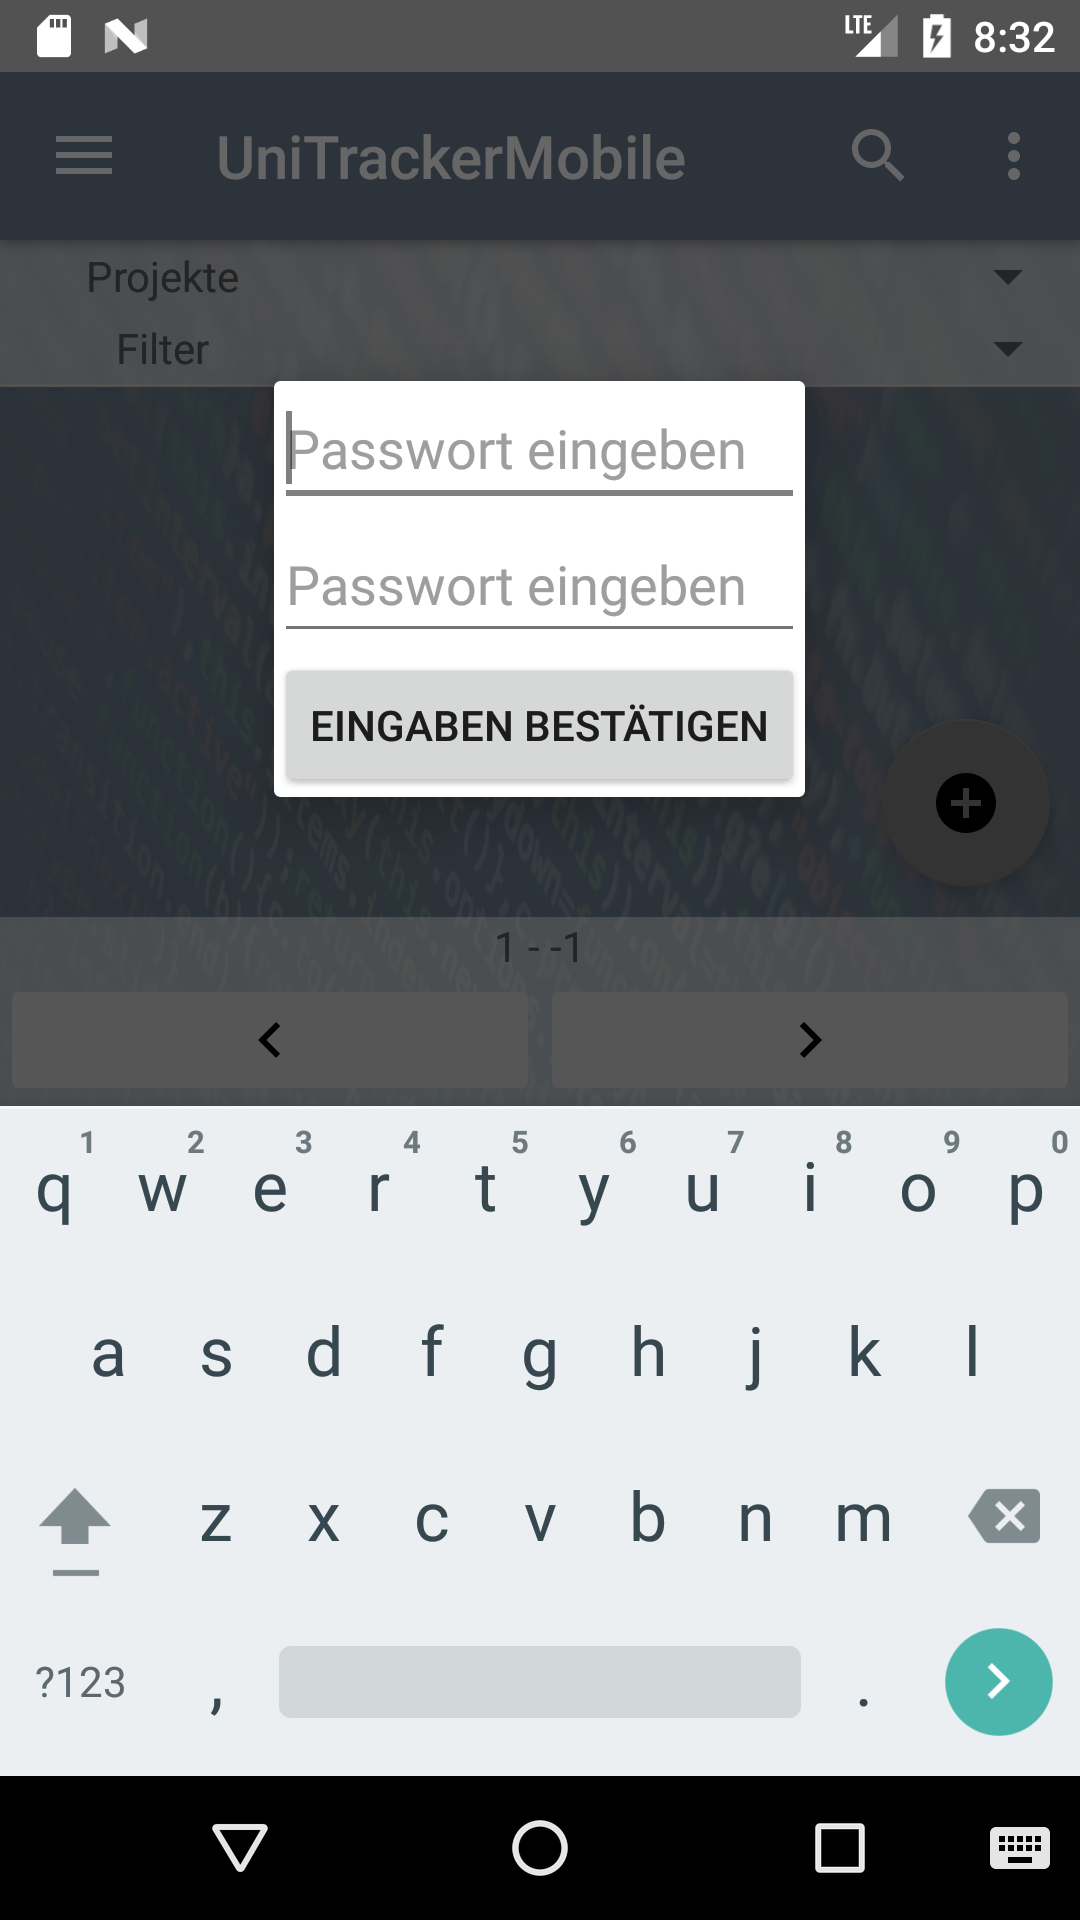 LTE 8:32
UniTrackerMobile
Projekte
Filter
Passwort eingeben
Passwort eingeben
EINGABEN BESTÄTIGEN
1 - -1
1 2 3 4 5 6 7 8 9 0
q w e r t y u i o p
a s d f g h j k l
z x c v b n m
?123 , .